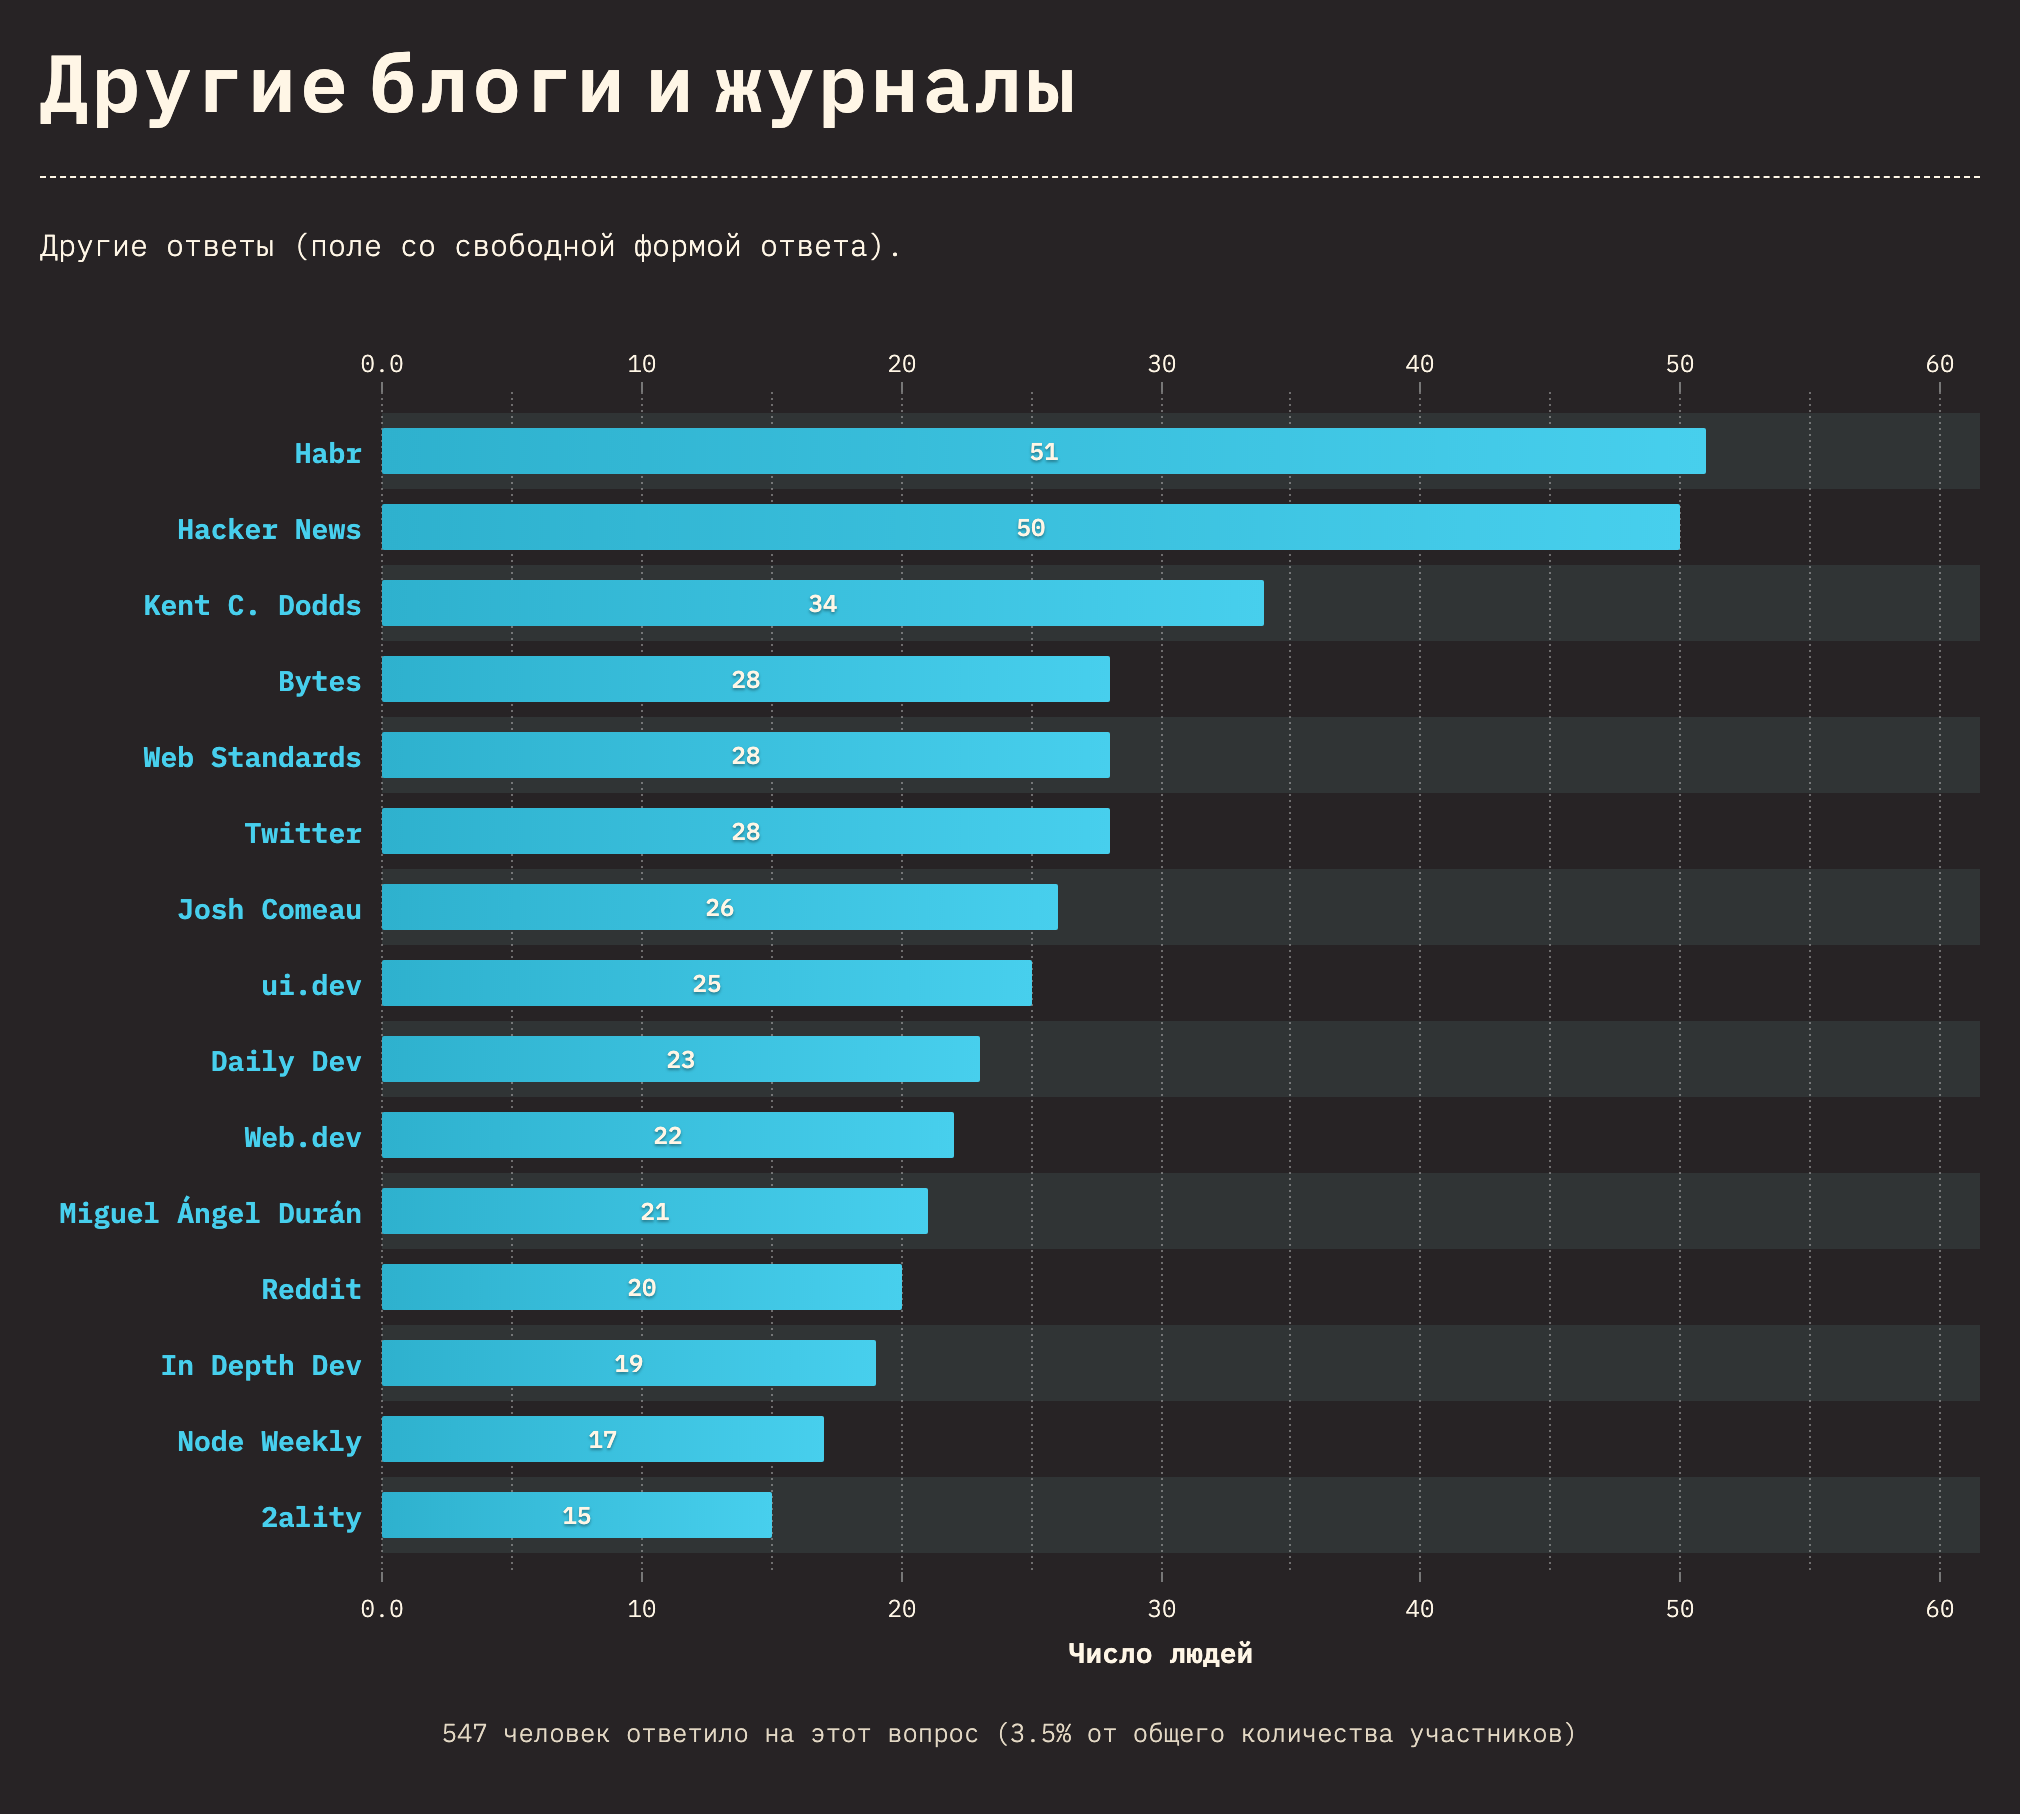 Другие блоги и журналы
Другие ответы (поле со свободной формой ответа).
0.0 10 20 30 40 50 60
Habr 51
Hacker News 50
Kent C. Dodds 34
Bytes 28
Web Standards 28
Twitter 28
Josh Comeau 26
ui.dev 25
Daily Dev 23
Web.dev 22
Miguel Ángel Durán 21
Reddit 20
In Depth Dev 19
Node Weekly 17
2ality 15
0.0 10 20 30 40 50 60
Число людей
547 человек ответило на этот вопрос (3.5% от общего количества участников)